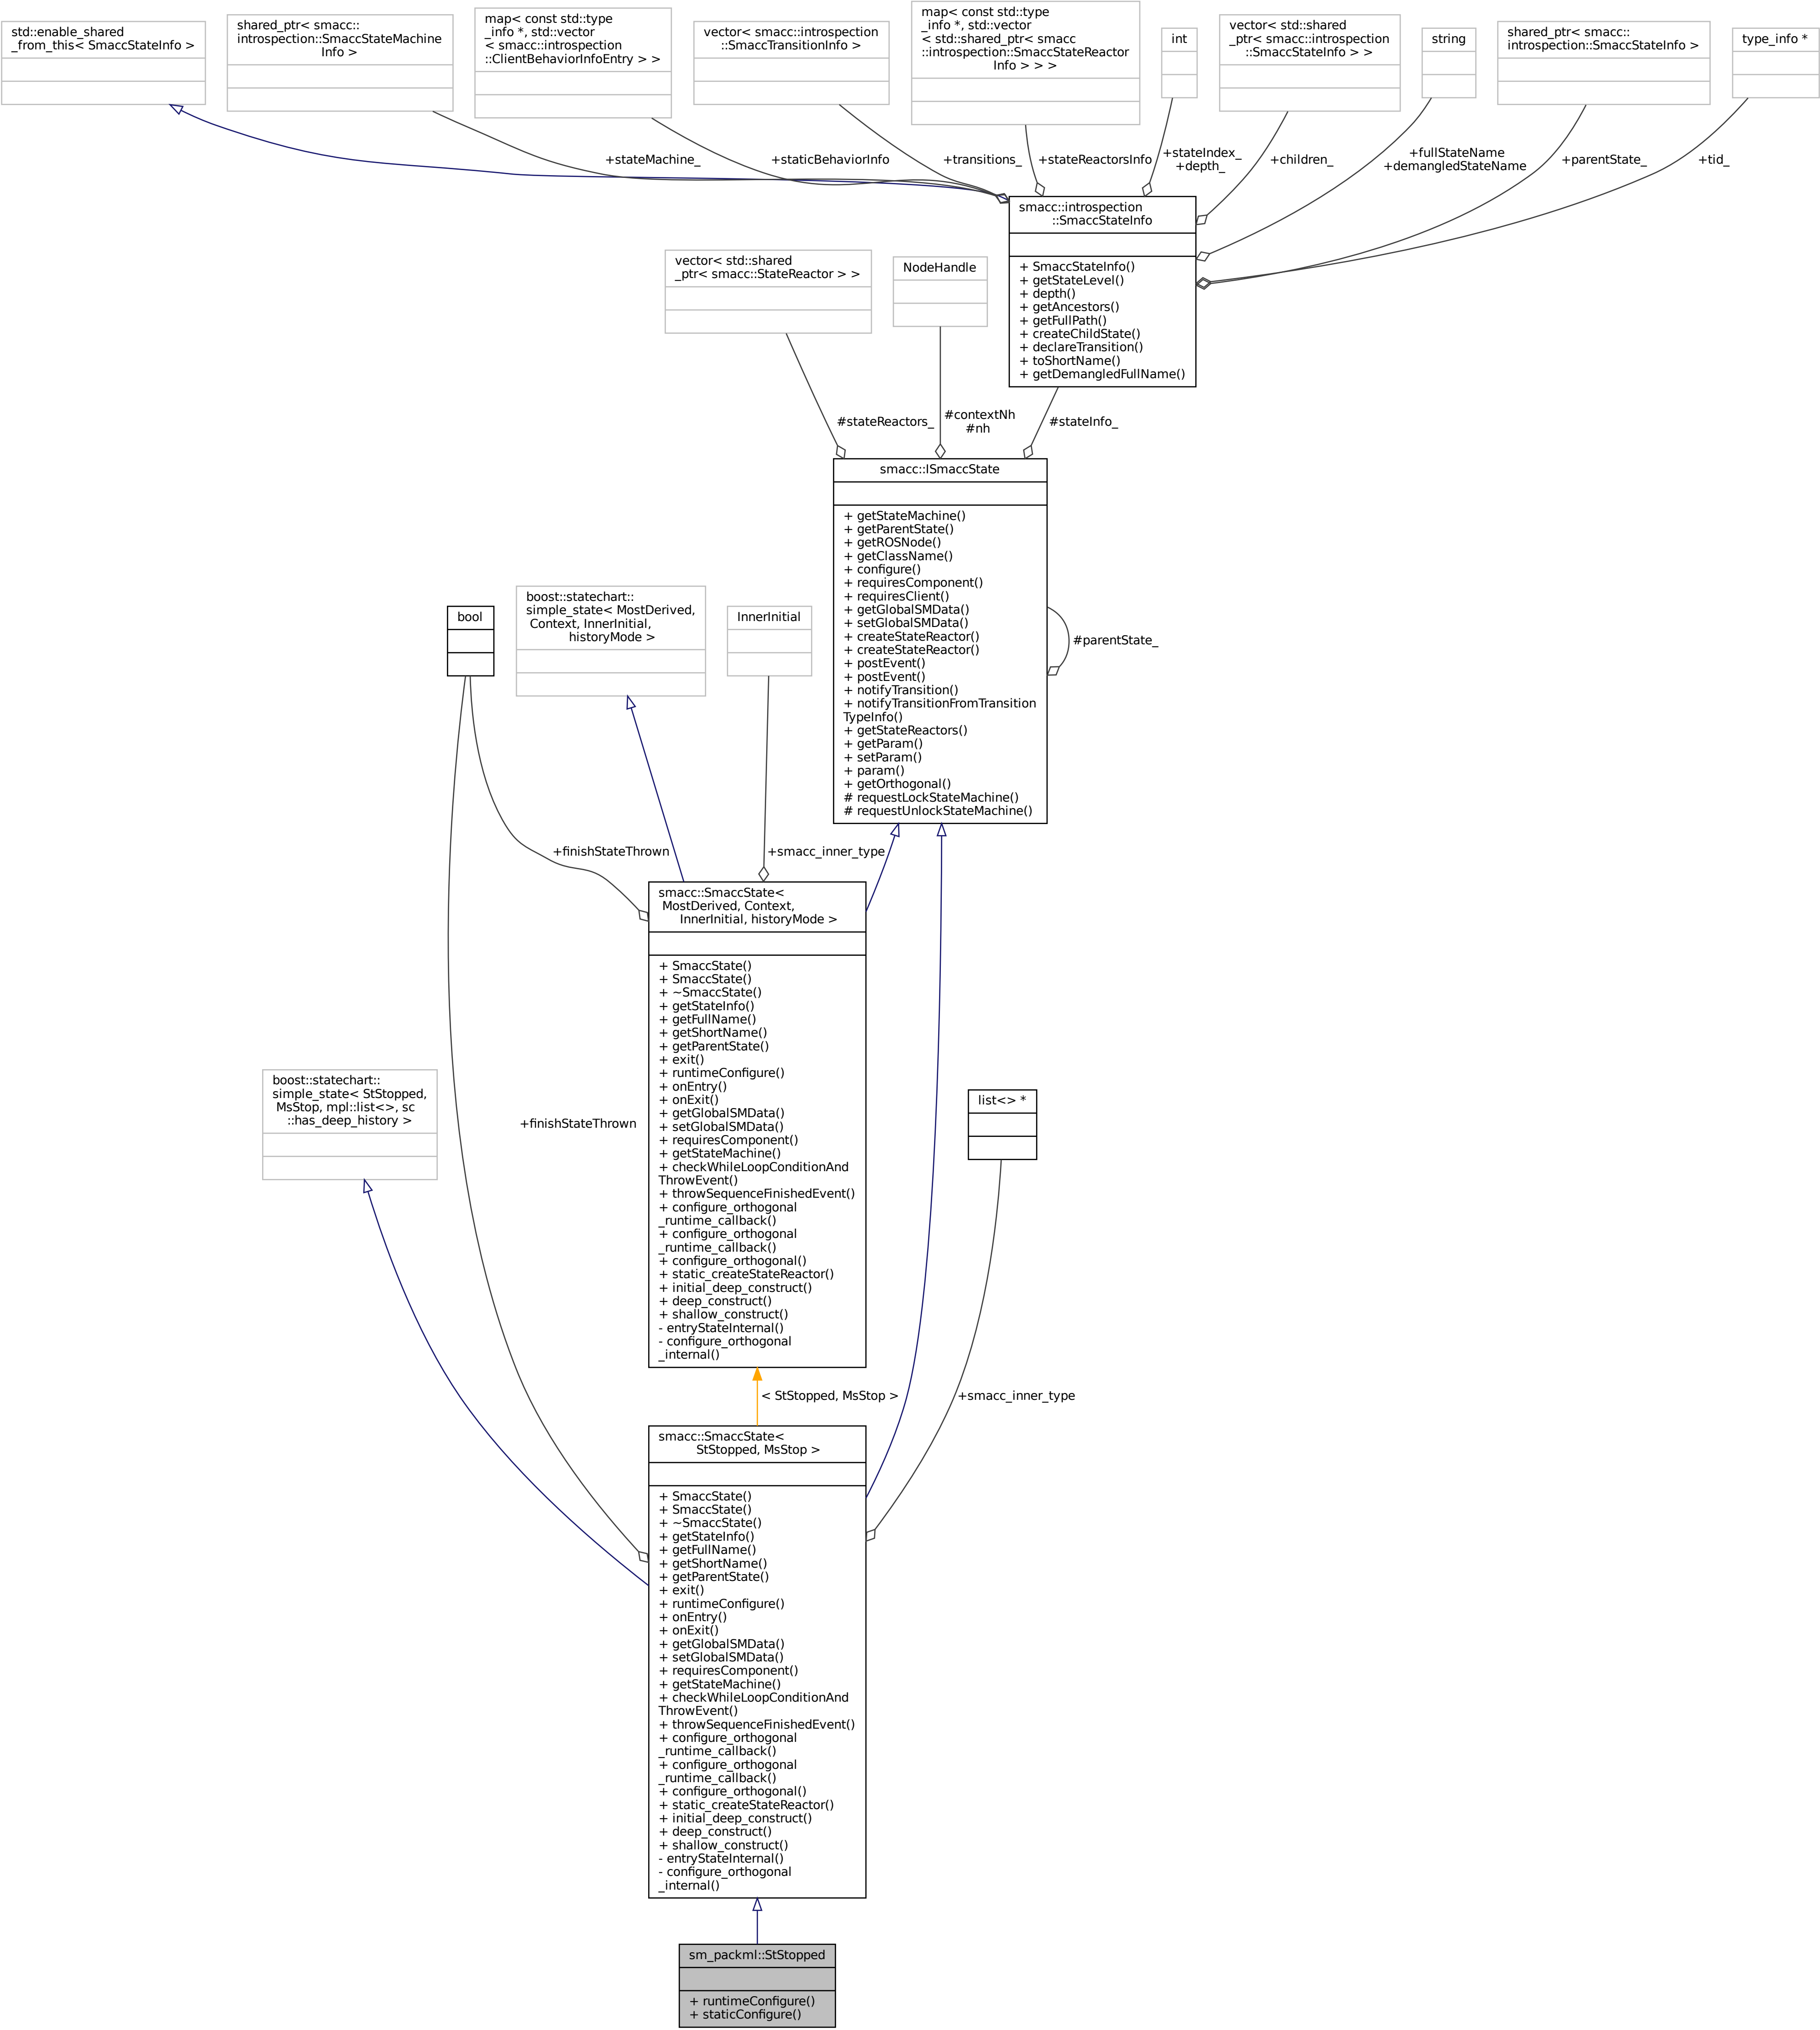 std::enable_shared
_from_this< SmaccStateInfo >
shared_ptr< smacc::
introspection::SmaccStateMachine
Info >
map< const std::type
_info *, std::vector
< smacc::introspection
::ClientBehaviorInfoEntry > >
vector< smacc::introspection
::SmaccTransitionInfo >
map< const std::type
_info *, std::vector
< std::shared_ptr< smacc
::introspection::SmaccStateReactor
Info > > >
int
vector< std::shared
_ptr< smacc::introspection
::SmaccStateInfo > >
string
shared_ptr< smacc::
introspection::SmaccStateInfo >
type_info *
+stateMachine_
+staticBehaviorInfo
+transitions_
+stateReactorsInfo
+stateIndex_
+depth_
+children_
+fullStateName
+demangledStateName
+parentState_
+tid_
smacc::introspection
::SmaccStateInfo
+ SmaccStateInfo()
+ getStateLevel()
+ depth()
+ getAncestors()
+ getFullPath()
+ createChildState()
+ declareTransition()
+ toShortName()
+ getDemangledFullName()
vector< std::shared
_ptr< smacc::StateReactor > >
NodeHandle
#stateReactors_
#contextNh
#nh
#stateInfo_
smacc::ISmaccState
+ getStateMachine()
+ getParentState()
+ getROSNode()
+ getClassName()
+ configure()
+ requiresComponent()
+ requiresClient()
+ getGlobalSMData()
+ setGlobalSMData()
+ createStateReactor()
+ createStateReactor()
+ postEvent()
+ postEvent()
+ notifyTransition()
+ notifyTransitionFromTransition
TypeInfo()
+ getStateReactors()
+ getParam()
+ setParam()
+ param()
+ getOrthogonal()
# requestLockStateMachine()
# requestUnlockStateMachine()
#parentState_
bool
boost::statechart::
simple_state< MostDerived,
Context, InnerInitial,
historyMode >
InnerInitial
+finishStateThrown
+smacc_inner_type
smacc::SmaccState<
MostDerived, Context,
InnerInitial, historyMode >
+ SmaccState()
+ SmaccState()
+ ~SmaccState()
+ getStateInfo()
+ getFullName()
+ getShortName()
+ getParentState()
+ exit()
+ runtimeConfigure()
+ onEntry()
+ onExit()
+ getGlobalSMData()
+ setGlobalSMData()
+ requiresComponent()
+ getStateMachine()
+ checkWhileLoopConditionAnd
ThrowEvent()
+ throwSequenceFinishedEvent()
+ configure_orthogonal
_runtime_callback()
+ configure_orthogonal
_runtime_callback()
+ configure_orthogonal()
+ static_createStateReactor()
+ initial_deep_construct()
+ deep_construct()
+ shallow_construct()
- entryStateInternal()
- configure_orthogonal
_internal()
boost::statechart::
simple_state< StStopped,
MsStop, mpl::list<>, sc
::has_deep_history >
+finishStateThrown
list<> *
< StStopped, MsStop >
+smacc_inner_type
smacc::SmaccState<
StStopped, MsStop >
+ SmaccState()
+ SmaccState()
+ ~SmaccState()
+ getStateInfo()
+ getFullName()
+ getShortName()
+ getParentState()
+ exit()
+ runtimeConfigure()
+ onEntry()
+ onExit()
+ getGlobalSMData()
+ setGlobalSMData()
+ requiresComponent()
+ getStateMachine()
+ checkWhileLoopConditionAnd
ThrowEvent()
+ throwSequenceFinishedEvent()
+ configure_orthogonal
_runtime_callback()
+ configure_orthogonal
_runtime_callback()
+ configure_orthogonal()
+ static_createStateReactor()
+ initial_deep_construct()
+ deep_construct()
+ shallow_construct()
- entryStateInternal()
- configure_orthogonal
_internal()
sm_packml::StStopped
+ runtimeConfigure()
+ staticConfigure()